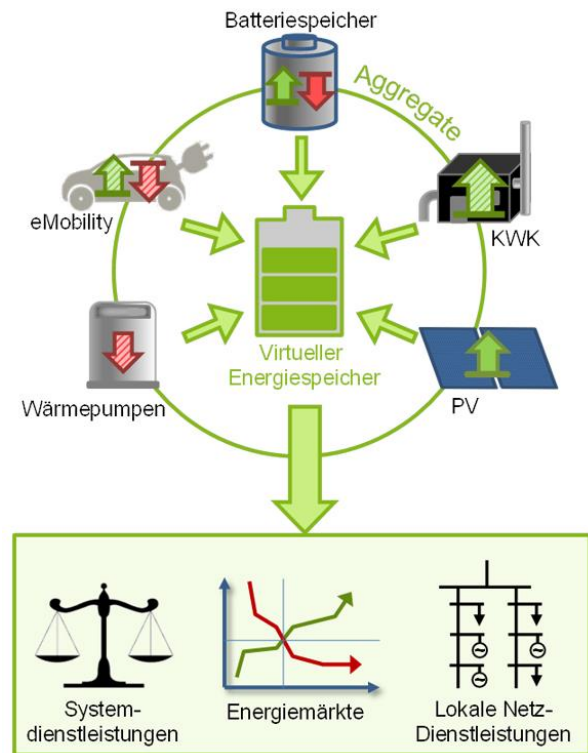 Batteriespeicher
Aggregate
eMobility
KWK
Virtueller
Energiespeicher
Wärmepumpen
PV
System-
dienstleistungen
Energiemärkte
Lokale Netz-
Dienstleistungen